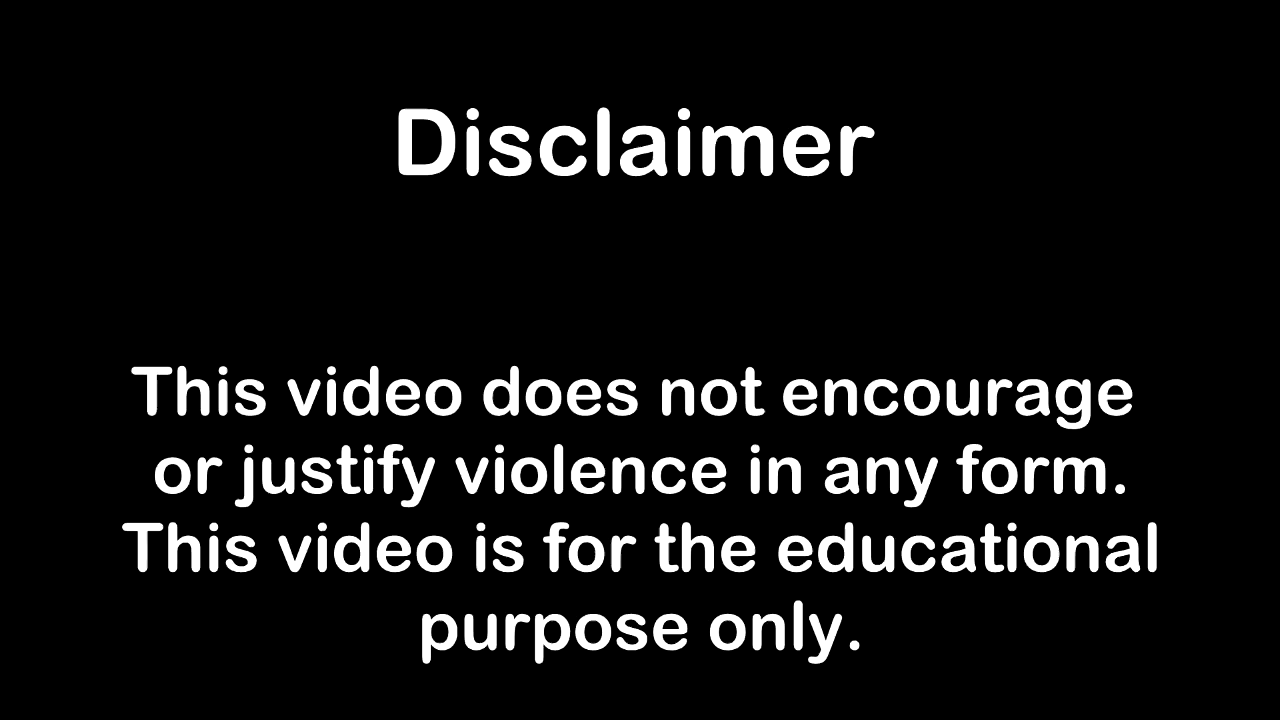 Disclaimer
This video does not encourage
or justify violence in any form.
This video is for the educational
purpose only.